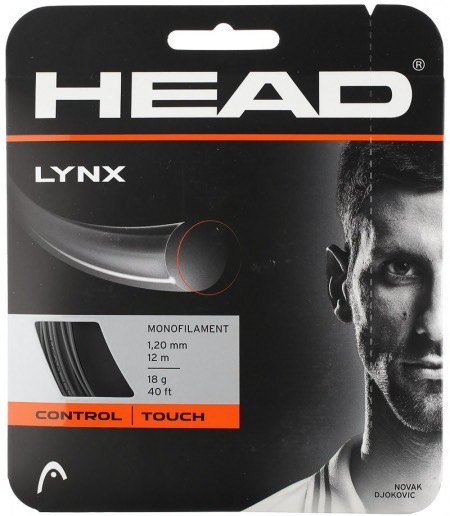 HEAD®
LYNX
MONOFILAMENT
1,20 mm
12 m
18 g
40 ft
CONTROL | TOUCH
NOVAK
DJOKOVIC